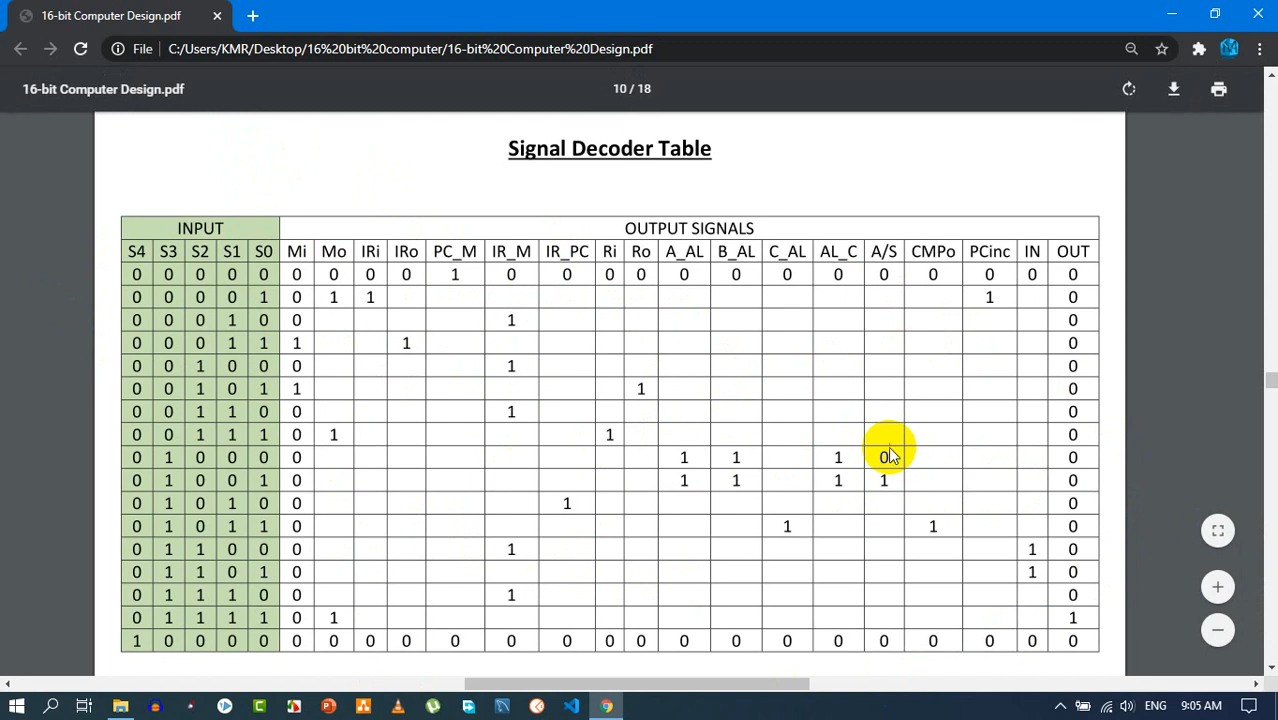 16-bit Computer Design.pdf
File C:/Users/KMR/Desktop/16%20bit%20computer/16-bit%20Computer%20Design.pdf
16-bit Computer Design.pdf 10 / 18
Signal Decoder Table
INPUT OUTPUT SIGNALS
S4 S3 S2 S1 S0 Mi Mo IRi IRo PC_M IR_M IR_PC Ri Ro A_AL B_AL C_AL AL_C A/S CMPo PCinc IN OUT
0 0 0 0 0 0 0 0 0 1 0 0 0 0 0 0 0 0 0 0 0 0 0
0 0 0 0 1 0 1 1 1 0
0 0 0 1 0 0 1 0
0 0 0 1 1 1 1 0
0 0 1 0 0 0 1 0
0 0 1 0 1 1 1 0
0 0 1 1 0 0 1 0
0 0 1 1 1 0 1 1 0
0 1 0 0 0 0 1 1 1 0 0
0 1 0 0 1 0 1 1 1 1 0
0 1 0 1 0 0 1 0
0 1 0 1 1 0 1 1 0
0 1 1 0 0 0 1 1 0
0 1 1 0 1 0 1 0
0 1 1 1 0 0 1 0
0 1 1 1 1 0 1 1
1 0 0 0 0 0 0 0 0 0 0 0 0 0 0 0 0 0 0 0 0 0 0
ENG 9:05 AM